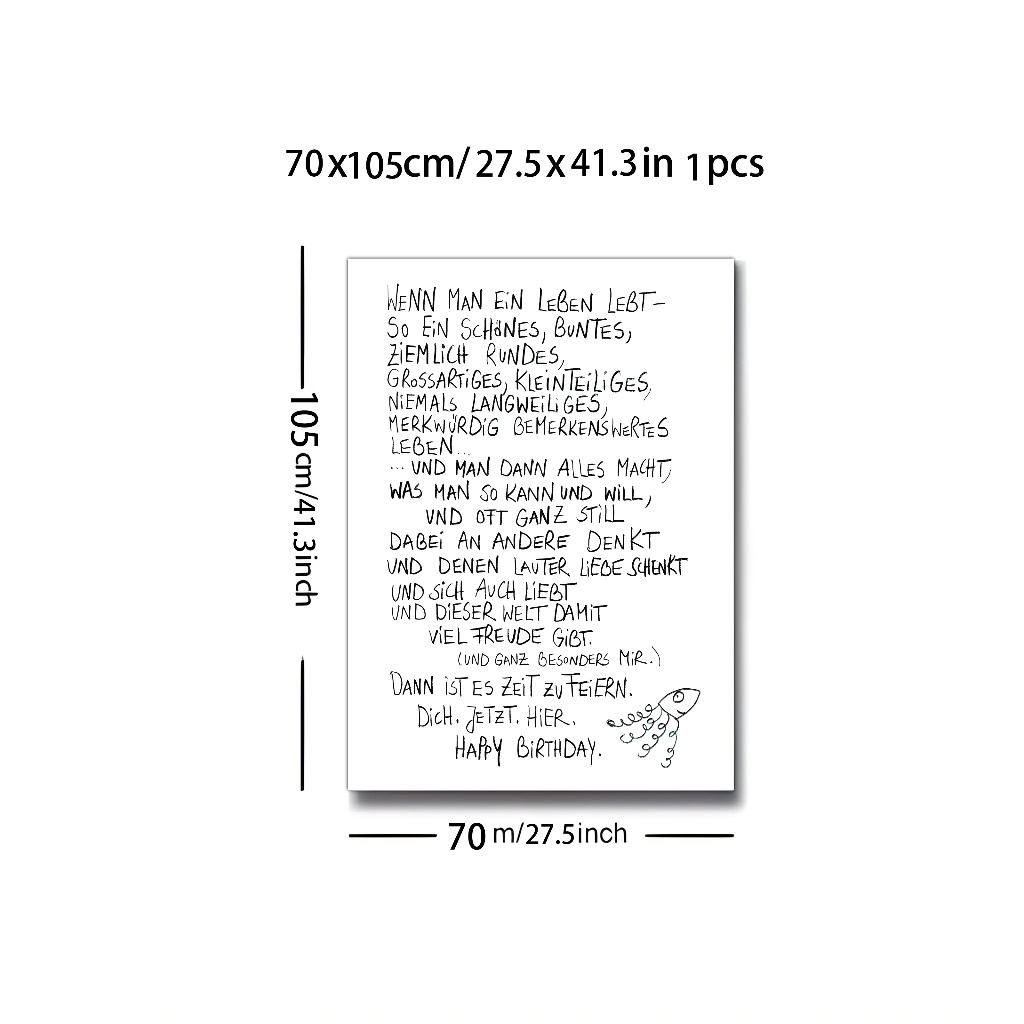 70x105cm/27.5x41.3in 1pcs
WENN MAN EIN LEBEN LEBT–
SO EIN SCHÖNES, BUNTES,
ZIEMLICH RUNDES,
GROSSARTIGES, KLEINTEILIGES,
NIEMALS LANGWEILIGES,
MERKWÜRDIG BEMERKENSWERTES
LEBEN...
... UND MAN DANN ALLES MACHT,
WAS MAN SO KANN UND WILL,
UND OFT GANZ STILL
DABEI AN ANDERE DENKT
UND DENEN LAUTER LIEBE SCHENKT
UND SICH AUCH LIEBT
UND DIESER WELT DAMIT
VIEL FREUDE GIBT.
(UND GANZ BESONDERS MIR.)
DANN IST ES ZEIT ZU FEIERN.
DICH. JETZT. HIER.
HAPPY BIRTHDAY.
105cm/41.3inch
70 m/27.5inch